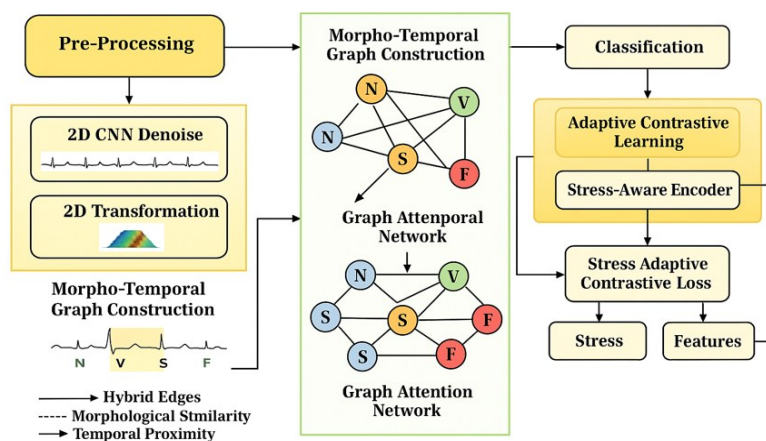 Pre-Processing
2D CNN Denoise
2D Transformation
Morpho-Temporal
Graph Construction
N V S F
Hybrid Edges
Morphological Stmilarity
Temporal Proximity
Morpho-Temporal
Graph Construction
N
V
N
S
F
Graph Attenporal
Network
N
V
S
S
F
S
F
Graph Attention
Network
Classification
Adaptive Contrastive
Learning
Stress-Aware Encoder
Stress Adaptive
Contrastive Loss
Stress
Features